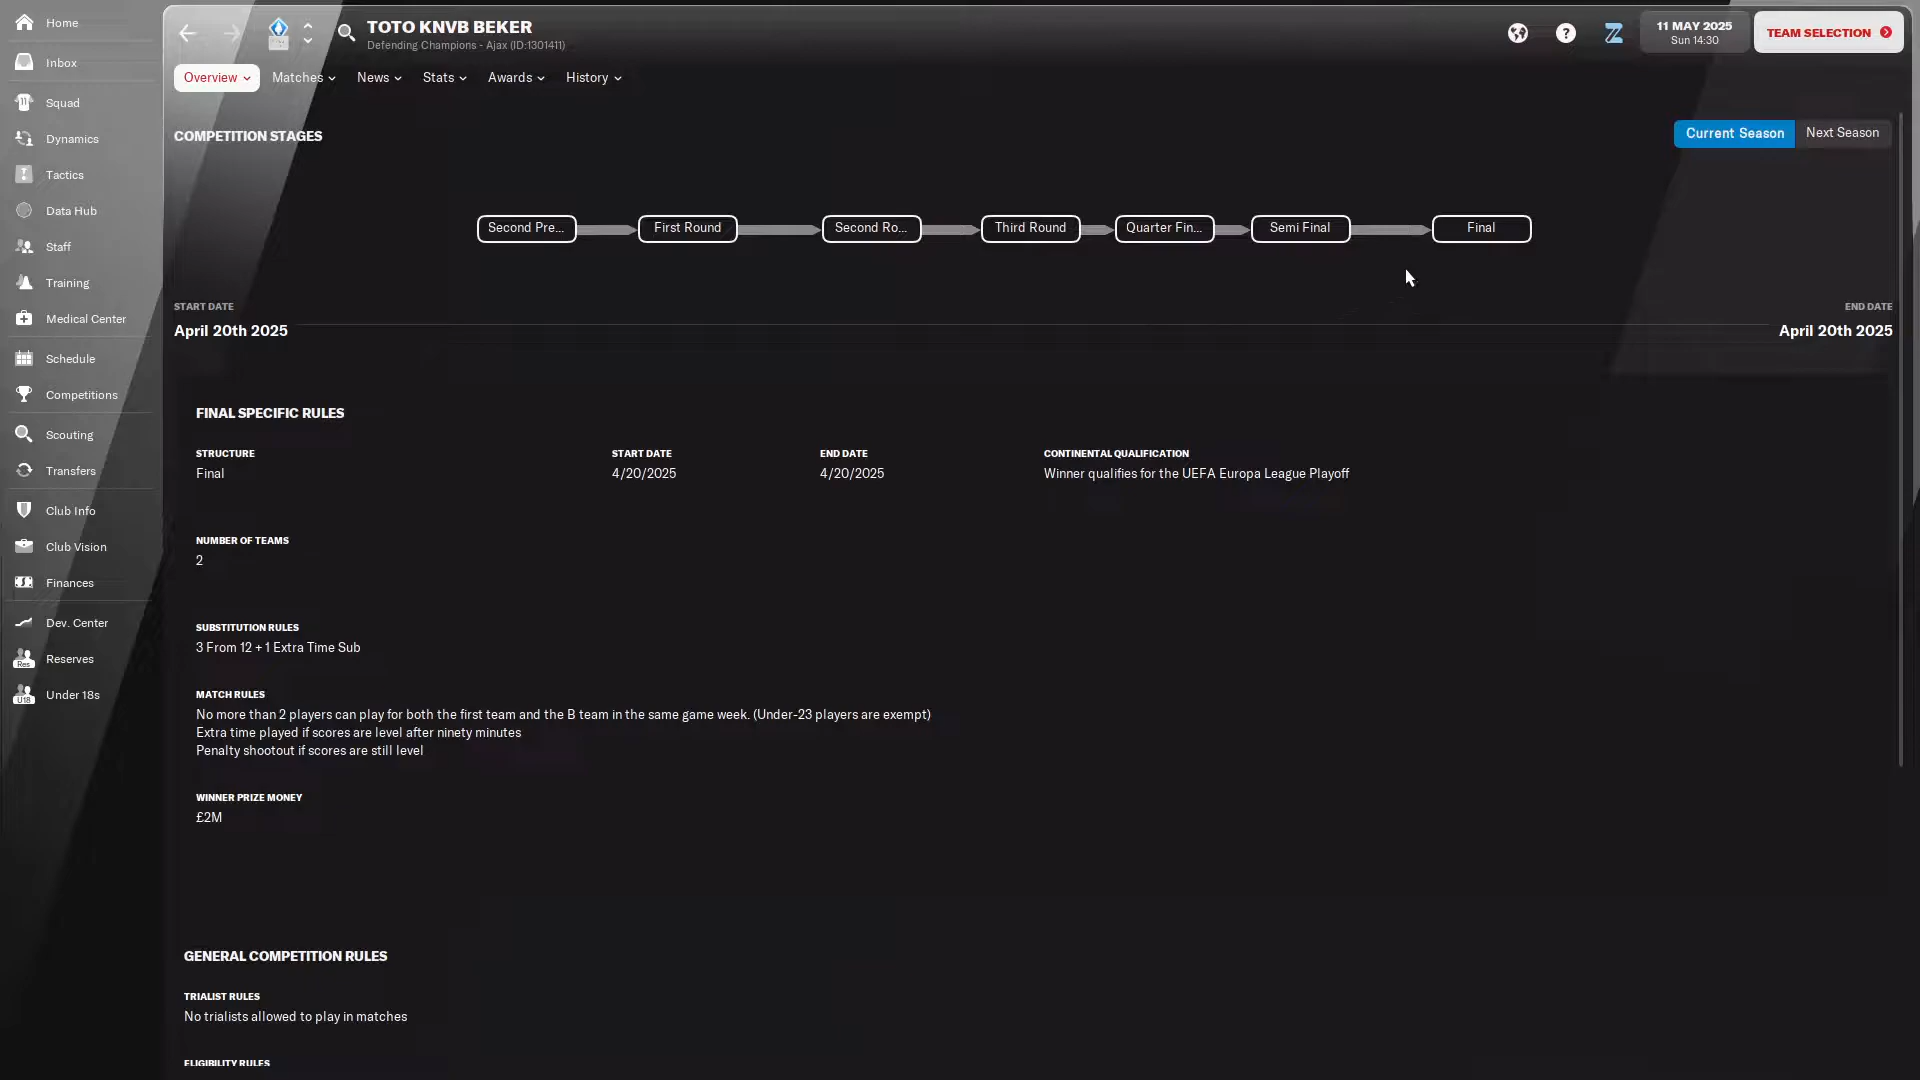 Home
Inbox
Squad
Dynamics
Tactics
Data Hub
Staff
Training
Medical Center
Schedule
Competitions
Scouting
Transfers
Club Info
Club Vision
Finances
Dev. Center
Res
Reserves
U18
Under 18s
TOTO KNVB BEKER
Defending Champions - Ajax (ID:1301411)
11 MAY 2025
Sun 14:30
TEAM SELECTION
Overview
Matches
News
Stats
Awards
History
COMPETITION STAGES
Current Season
Next Season
Second Pre...
First Round
Second Ro...
Third Round
Quarter Fin...
Semi Final
Final
START DATE
April 20th 2025
END DATE
April 20th 2025
FINAL SPECIFIC RULES
STRUCTURE
Final
START DATE
4/20/2025
END DATE
4/20/2025
CONTINENTAL QUALIFICATION
Winner qualifies for the UEFA Europa League Playoff
NUMBER OF TEAMS
2
SUBSTITUTION RULES
3 From 12 + 1 Extra Time Sub
MATCH RULES
No more than 2 players can play for both the first team and the B team in the same game week. (Under-23 players are exempt)
Extra time played if scores are level after ninety minutes
Penalty shootout if scores are still level
WINNER PRIZE MONEY
£2M
GENERAL COMPETITION RULES
TRIALIST RULES
No trialists allowed to play in matches
ELIGIBILITY RULES